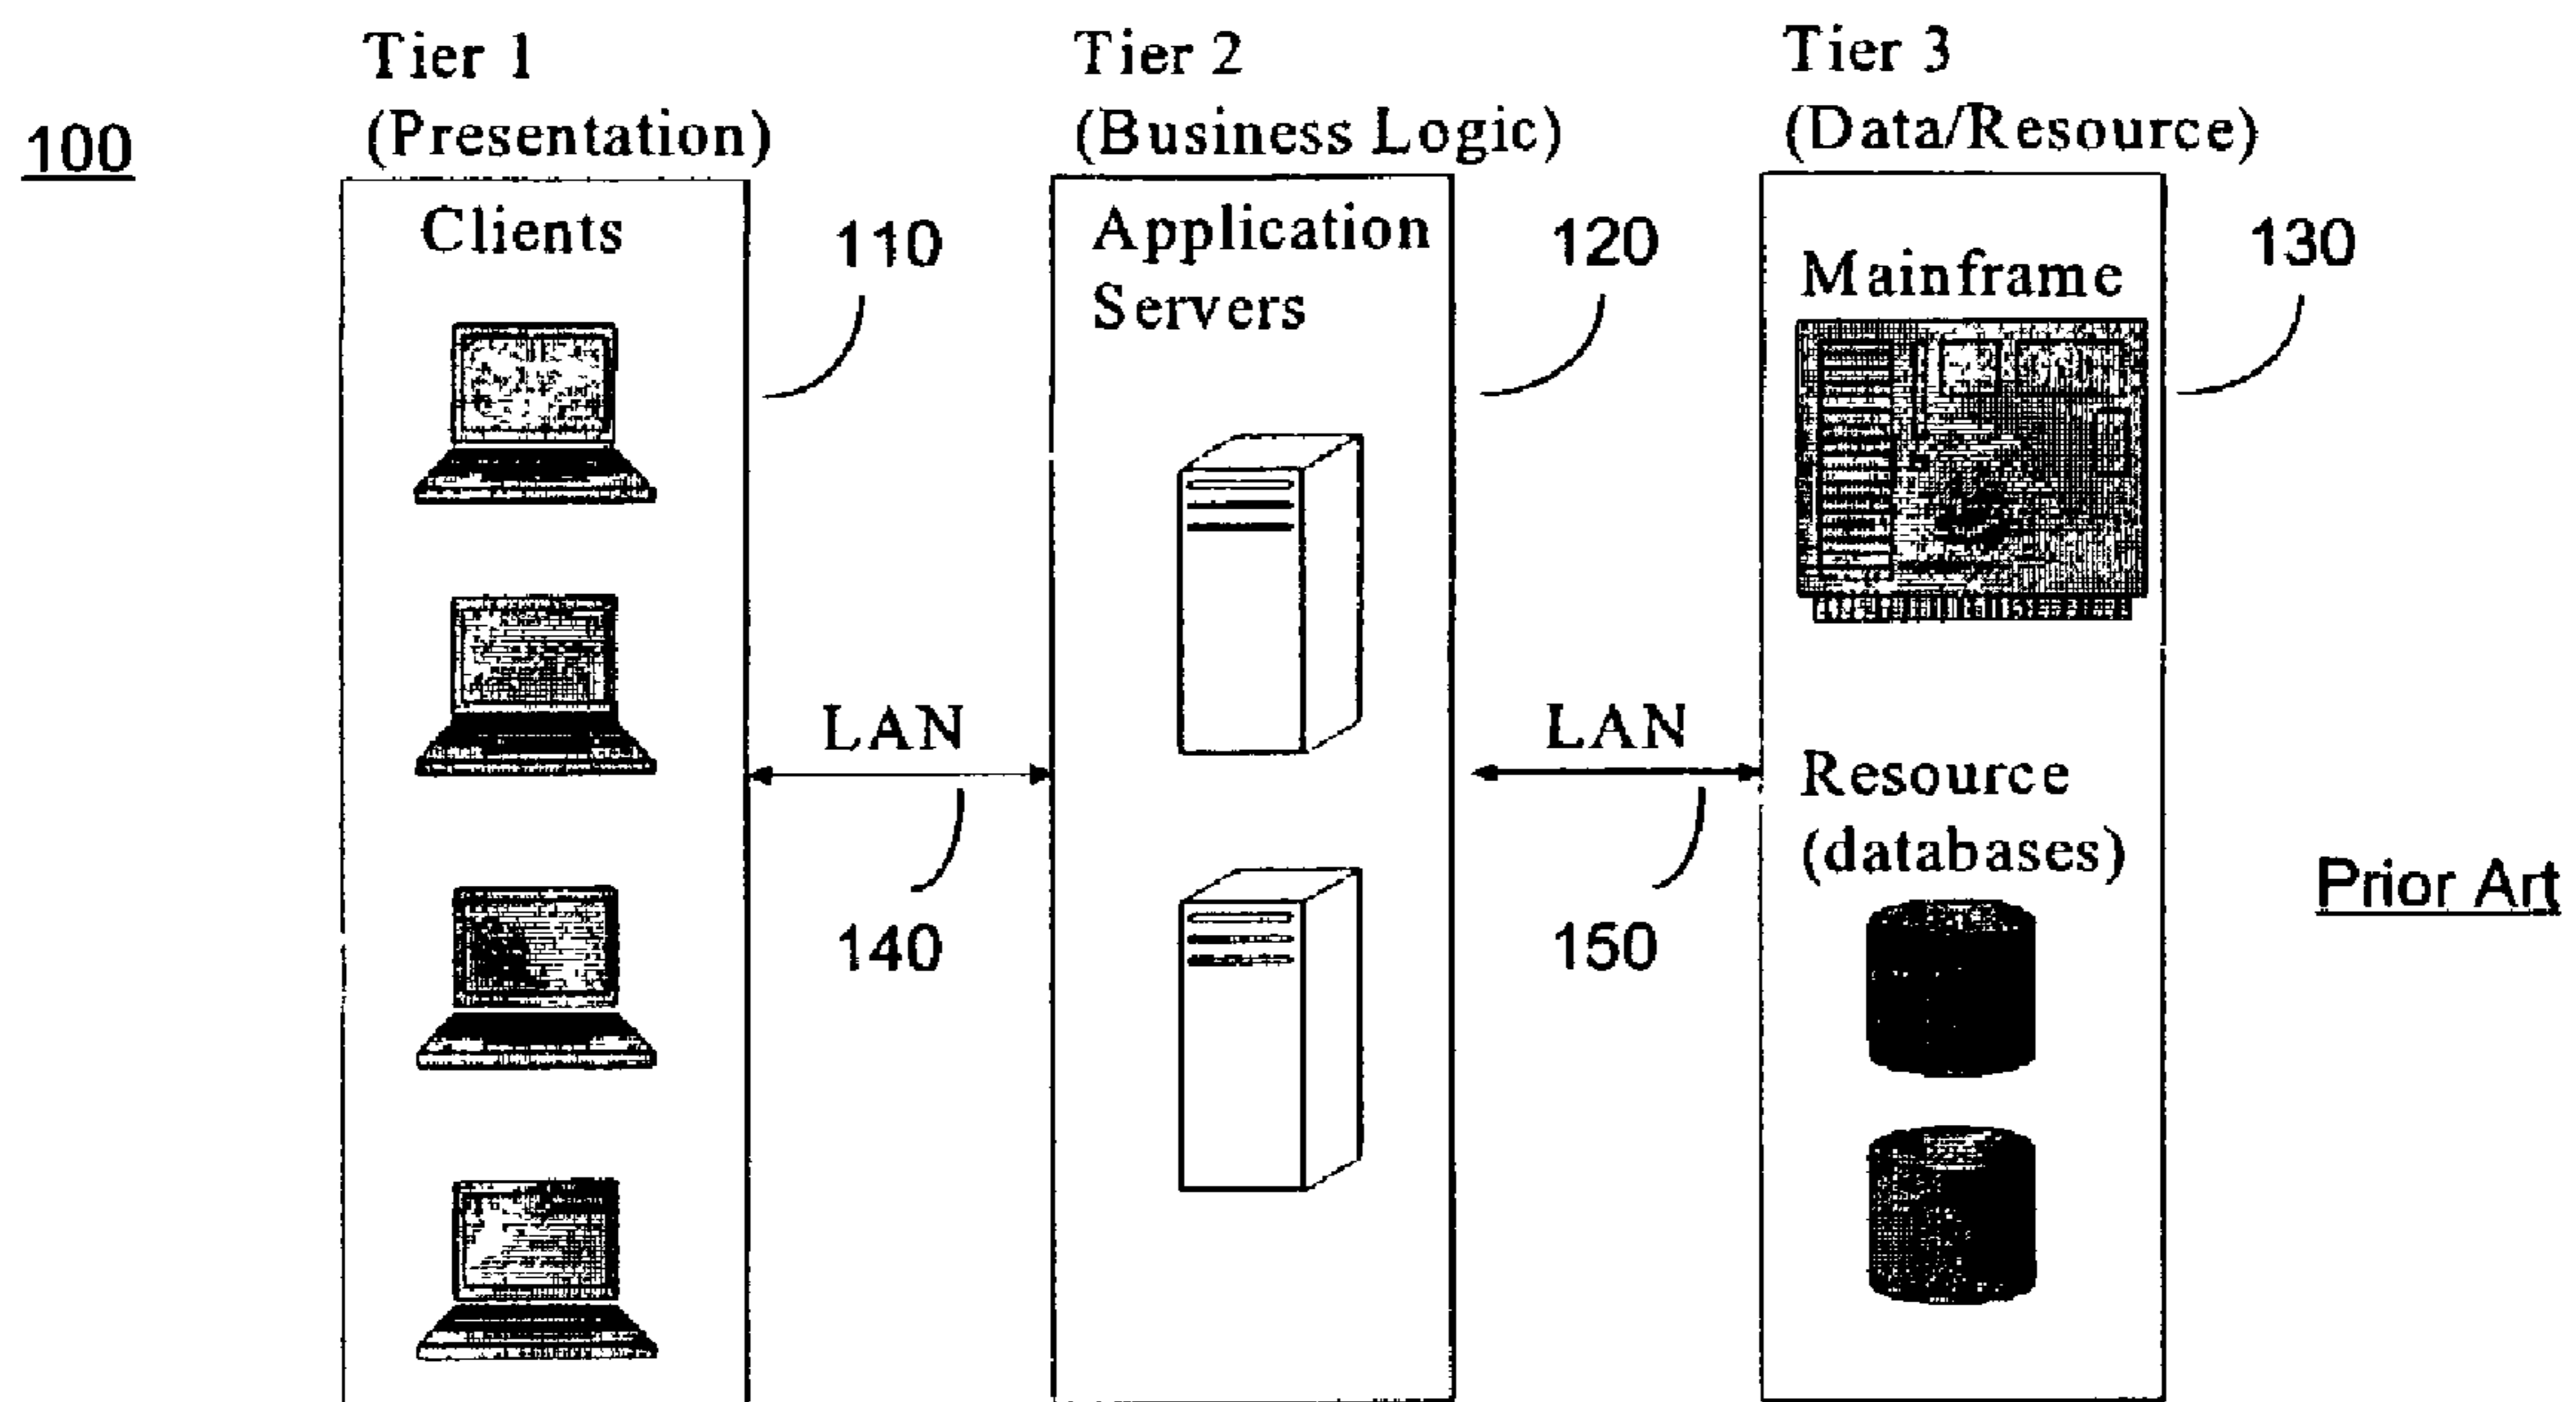 100
Tier 1
(Presentation)
Clients
110
LAN
140
Tier 2
(Business Logic)
Application
Servers
120
LAN
150
Tier 3
(Data/Resource)
Mainframe
130
Resource
(databases)
Prior Art